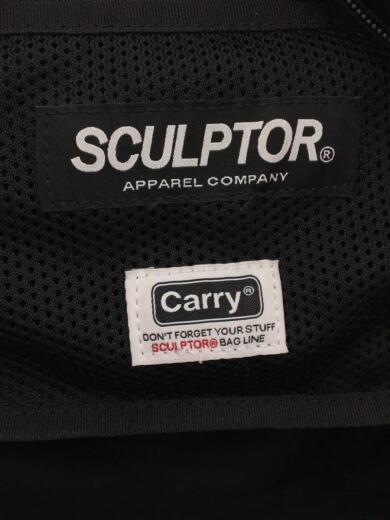 SCULPTOR®
APPAREL COMPANY
Carry®
DON'T FORGET YOUR STUFF
SCULPTOR® BAG LINE